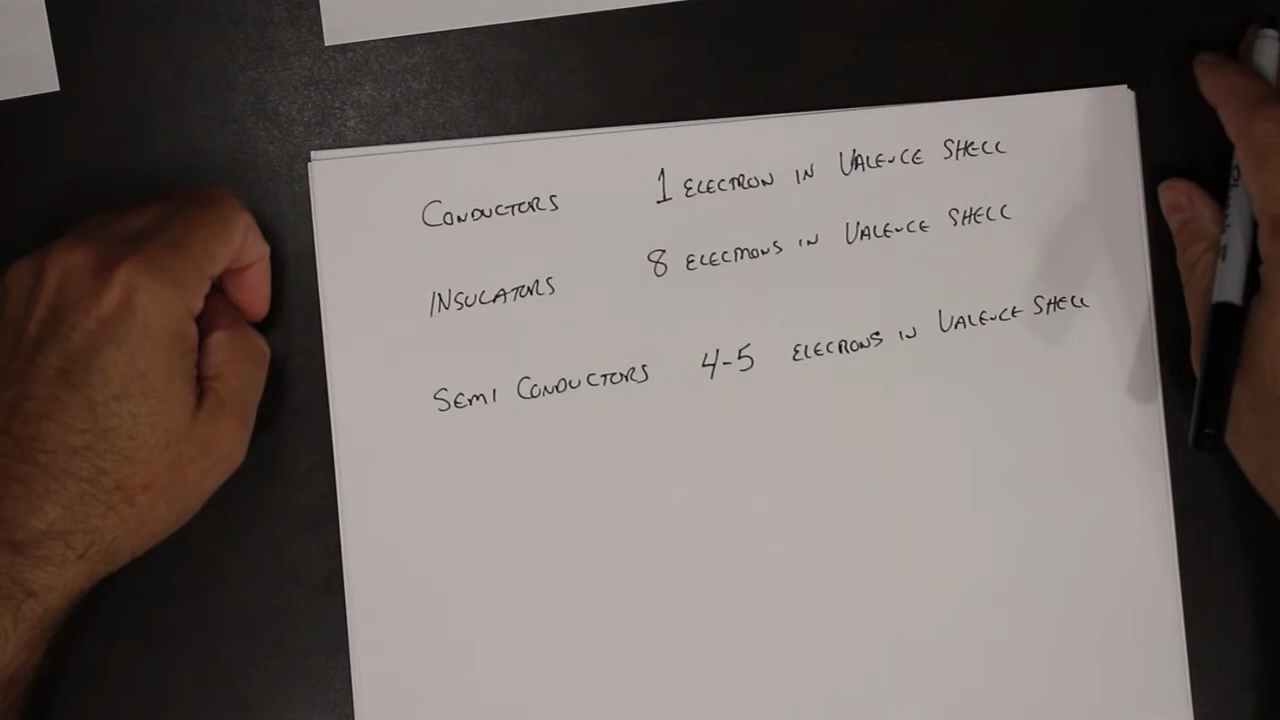 CONDUCTORS 1 ELECTRON IN VALENCE SHELL
INSULATORS 8 ELECTRONS IN VALENCE SHELL
SEMI CONDUCTORS 4-5 ELECRONS IN VALENCE SHELL